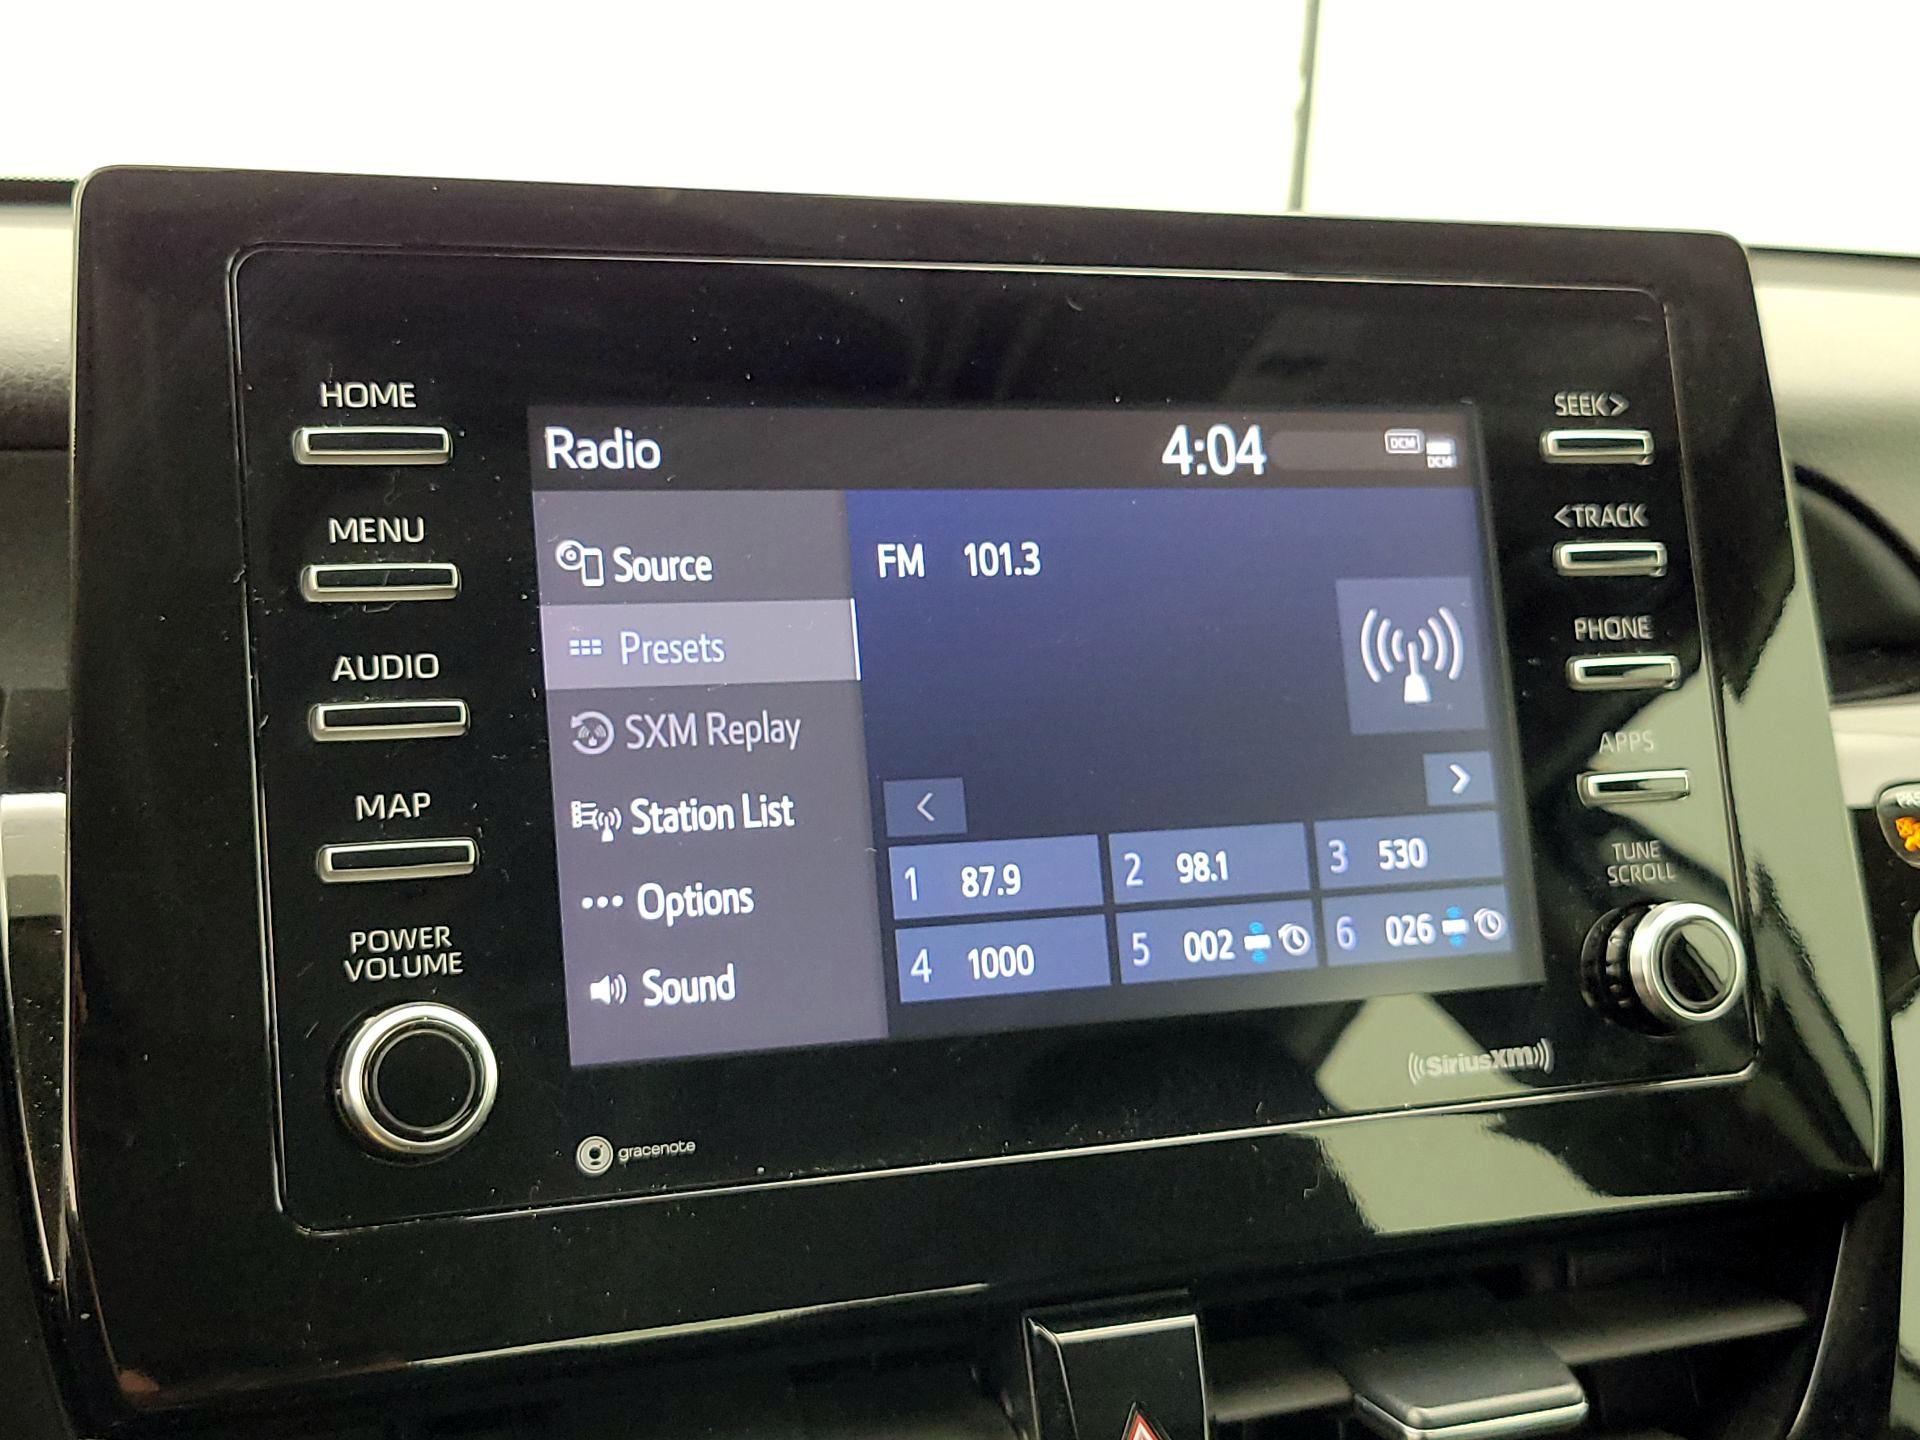 HOME
MENU
AUDIO
MAP
POWER
VOLUME
Radio
4:04
DCM
DCM
Source
Presets
SXM Replay
Station List
Options
Sound
FM 101.3
<
>
1 87.9
2 98.1
3 530
4 1000
5 002
6 026
SEEK>
<TRACK
PHONE
APPS
TUNE
SCROLL
gracenote
((SiriusXM))